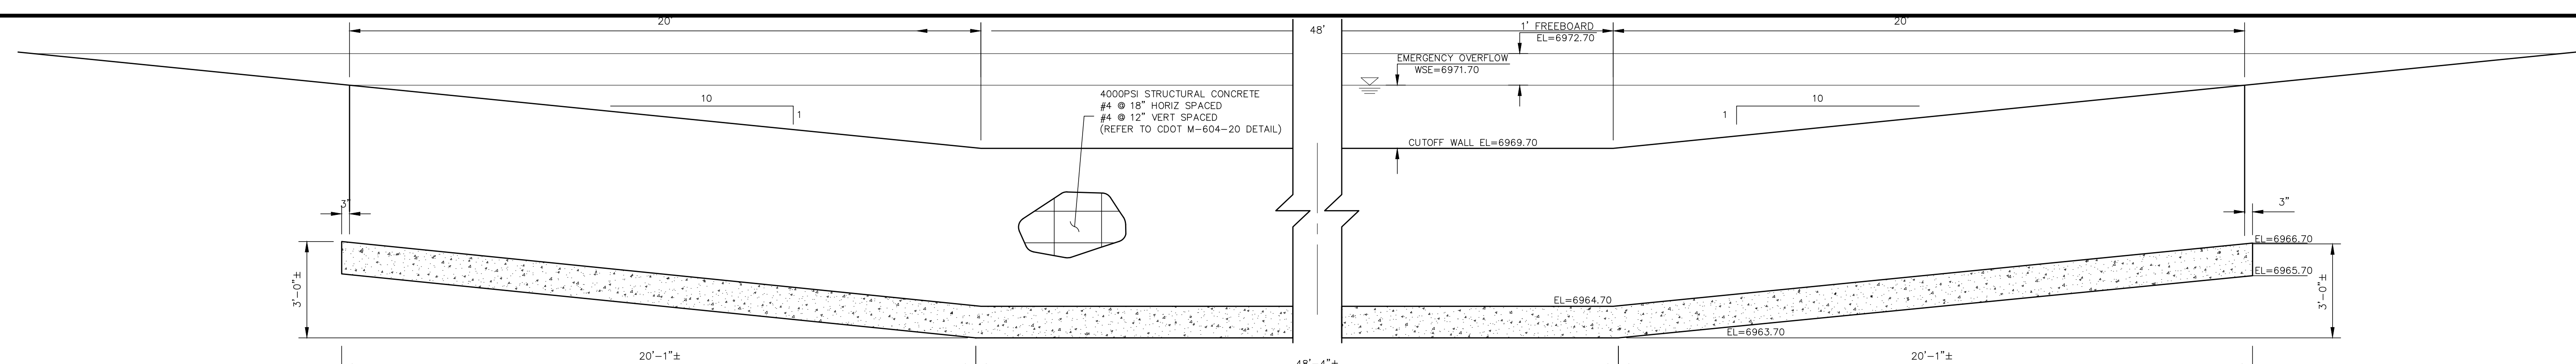 20'
48'
1' FREEBOARD
EL=6972.70
20'
EMERGENCY OVERFLOW
WSE=6971.70
10
1
4000PSI STRUCTURAL CONCRETE
#4 @ 18" HORIZ SPACED
#4 @ 12" VERT SPACED
(REFER TO CDOT M-604-20 DETAIL)
10
1
CUTOFF WALL EL=6969.70
3"
3"
EL=6966.70
EL=6965.70
3'-0"±
3'-0"±
EL=6964.70
EL=6963.70
20'-1"±
48'-4"±
20'-1"±